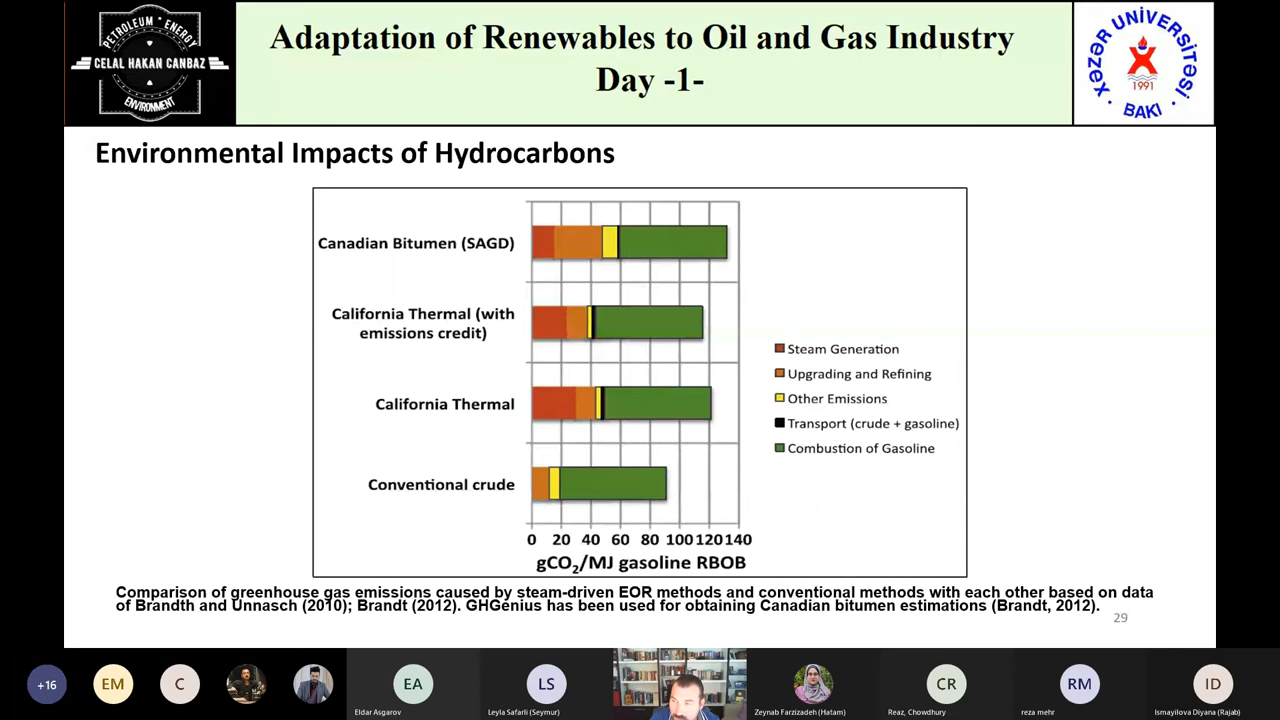 PETROLEUM * ENERGY
CELAL HAKAN CANBAZ
ENVIRONMENT
Adaptation of Renewables to Oil and Gas Industry
Day -1-
XƏZƏR UNİVERSİTƏSİ
1991
· BAKI ·
Environmental Impacts of Hydrocarbons
Canadian Bitumen (SAGD)
California Thermal (with
emissions credit)
California Thermal
Conventional crude
0 20 40 60 80 100 120 140
gCO₂/MJ gasoline RBOB
Steam Generation
Upgrading and Refining
Other Emissions
Transport (crude + gasoline)
Combustion of Gasoline
Comparison of greenhouse gas emissions caused by steam-driven EOR methods and conventional methods with each other based on data
of Brandth and Unnasch (2010); Brandt (2012). GHGenius has been used for obtaining Canadian bitumen estimations (Brandt, 2012).
29
+16
EM
C
EA
Eldar Asgarov
LS
Leyla Safarli (Seymur)
Zeynab Farzizadeh (Hatam)
CR
Reaz, Chowdhury
RM
reza mehr
ID
Ismayilova Diyana (Rajab)